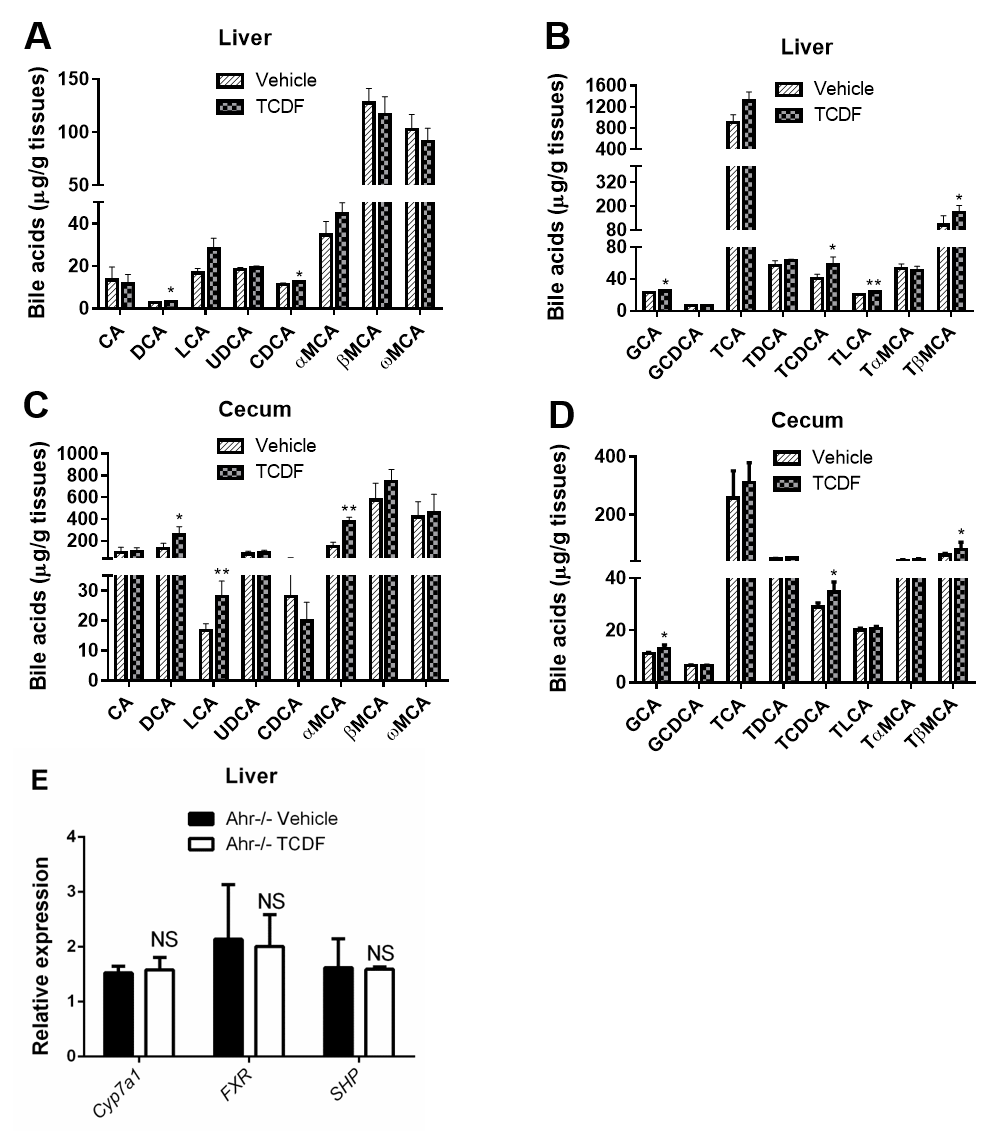 A
Liver
Vehicle
TCDF
Bile acids (µg/g tissues)
150
100
50
40
20
0
CA
DCA
LCA
UDCA
CDCA
αMCA
βMCA
ωMCA
*
*
B
Liver
Vehicle
TCDF
Bile acids (µg/g tissues)
1600
1200
800
400
320
200
80
80
40
0
GCA
GCDCA
TCA
TDCA
TCDCA
TLCA
TαMCA
TβMCA
*
*
**
*
C
Cecum
Vehicle
TCDF
Bile acids (µg/g tissues)
1000
800
600
400
200
30
20
10
0
CA
DCA
LCA
UDCA
CDCA
αMCA
βMCA
ωMCA
*
**
**
D
Cecum
Vehicle
TCDF
Bile acids (µg/g tissues)
400
200
40
20
0
GCA
GCDCA
TCA
TDCA
TCDCA
TLCA
TαMCA
TβMCA
*
*
*
E
Liver
Ahr-/- Vehicle
Ahr-/- TCDF
Relative expression
4
3
2
1
0
NS
NS
NS
Cyp7a1
FXR
SHP